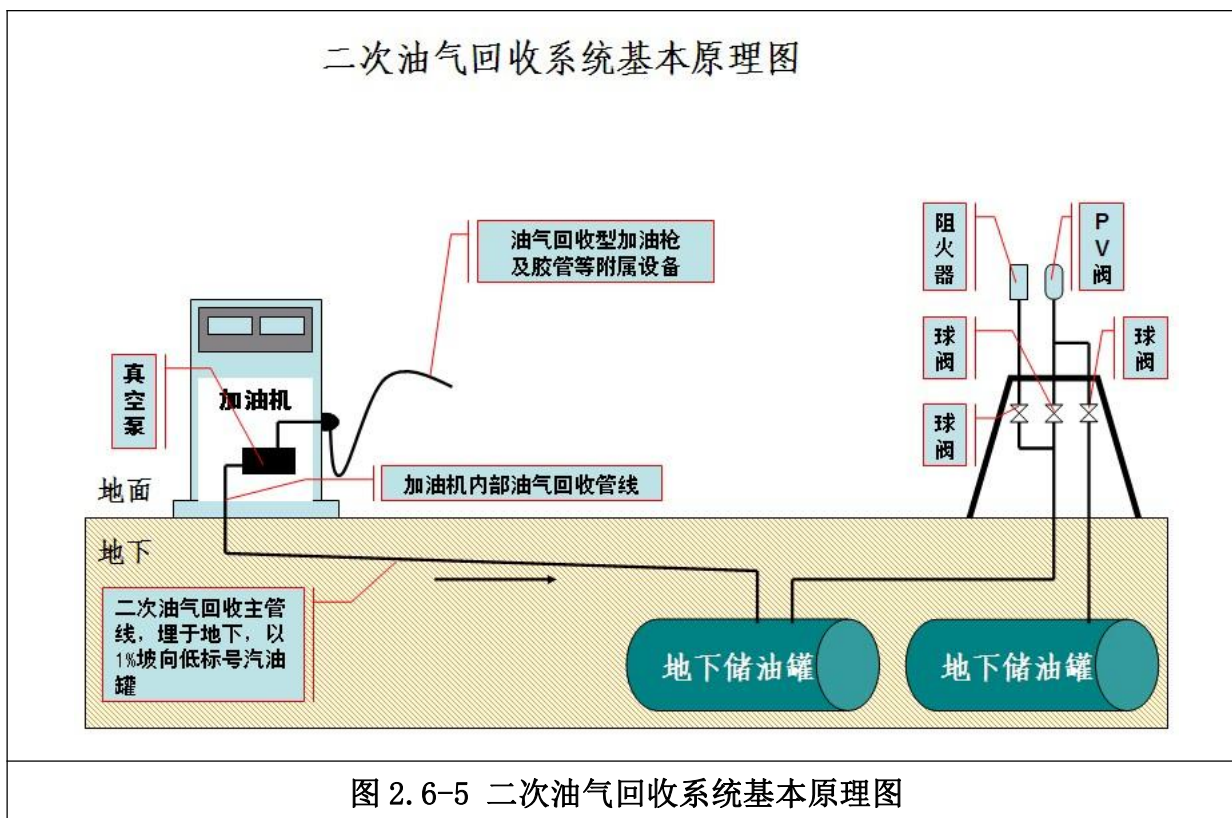 二次油气回收系统基本原理图
油气回收型加油枪
及胶管等附属设备
阻
火
器
P
V
阀
球
阀
球
阀
球
阀
真
空
泵
加油机
加油机内部油气回收管线
地面
地下
二次油气回收主管
线，埋于地下，以
1%坡向低标号汽油
罐
地下储油罐
地下储油罐
图 2.6-5 二次油气回收系统基本原理图